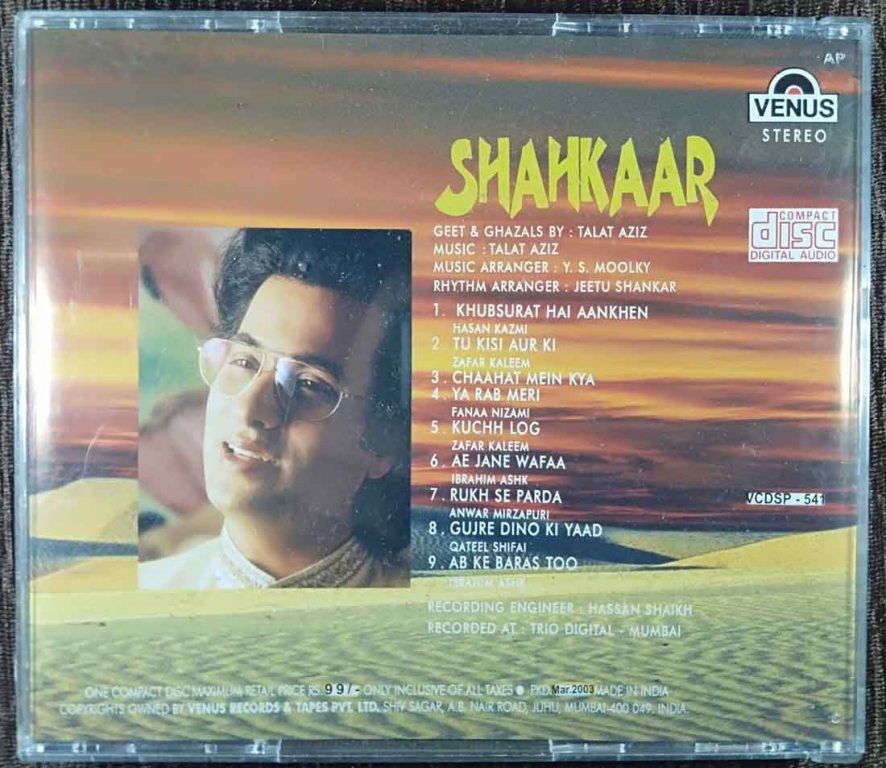 AP
VENUS
STEREO
SHAHKAAR
COMPACT
disc
DIGITAL AUDIO
GEET & GHAZALS BY : TALAT AZIZ
MUSIC : TALAT AZIZ
MUSIC ARRANGER : Y. S. MOOLKY
RHYTHM ARRANGER : JEETU SHANKAR
1. KHUBSURAT HAI AANKHEN
HASAN KAZMI
2. TU KISI AUR KI
ZAFAR KALEEM
3. CHAAHAT MEIN KYA
4. YA RAB MERI
FANAA NIZAMI
5. KUCHH LOG
ZAFAR KALEEM
6. AE JANE WAFAA
IBRAHIM ASHK
7. RUKH SE PARDA
ANWAR MIRZAPURI
8. GUJRE DINO KI YAAD
QATEEL SHIFAI
9. AB KE BARAS TOO
IBRAHIM ASHK
VCDSP - 541
RECORDING ENGINEER : HASSAN SHAIKH
RECORDED AT : TRIO DIGITAL - MUMBAI
ONE COMPACT DISC MAXIMUM RETAIL PRICE RS. 99/- ONLY INCLUSIVE OF ALL TAXES ● PKD. Mar.2003 MADE IN INDIA
COPYRIGHTS OWNED BY VENUS RECORDS & TAPES PVT. LTD. SHIV SAGAR, A.B. NAIR ROAD, JUHU, MUMBAI-400 049. INDIA.
C